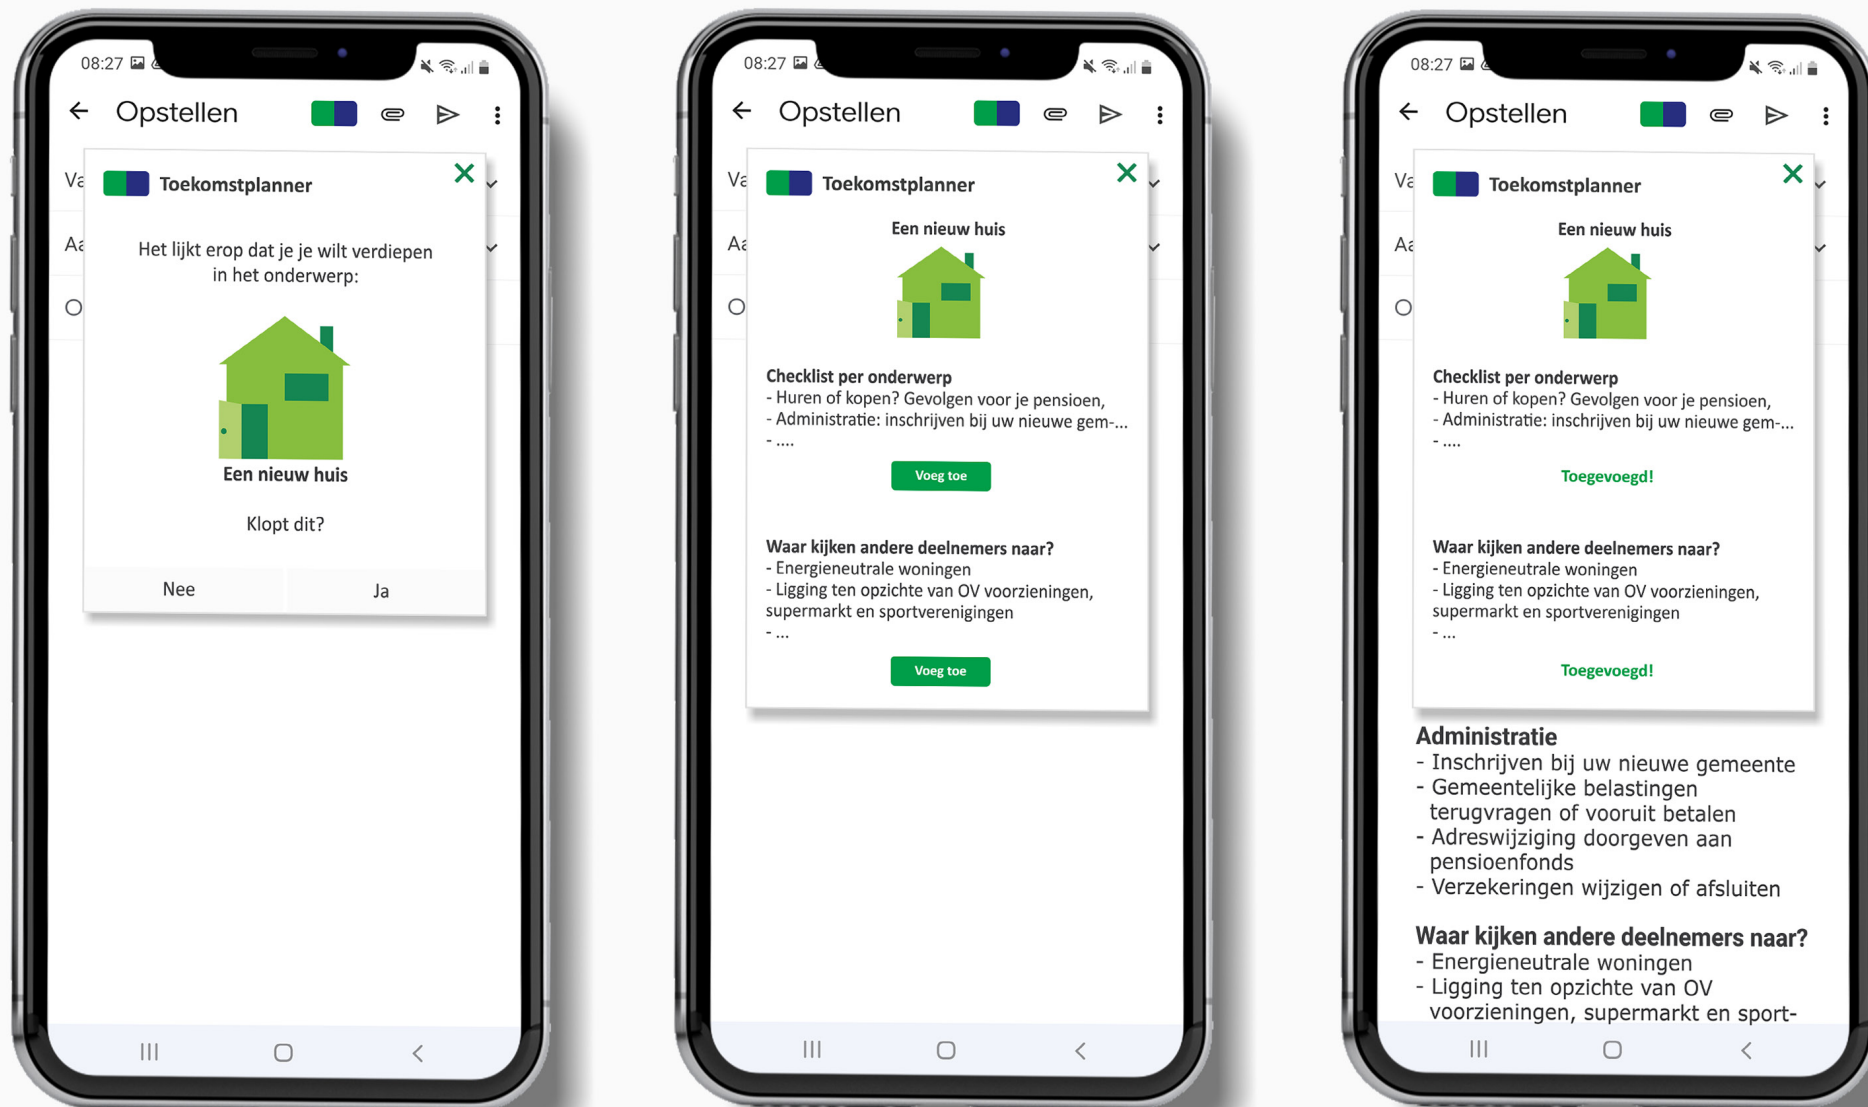 08:27
Opstellen
Va
Toekomstplanner
Aa
Het lijkt erop dat je je wilt verdiepen
in het onderwerp:
O
Een nieuw huis
Klopt dit?
Nee
Ja
08:27
Opstellen
Va
Toekomstplanner
Een nieuw huis
Aa
O
Checklist per onderwerp
- Huren of kopen? Gevolgen voor je pensioen,
- Administratie: inschrijven bij uw nieuwe gem-...
- ....
Voeg toe
Waar kijken andere deelnemers naar?
- Energieneutrale woningen
- Ligging ten opzichte van OV voorzieningen,
supermarkt en sportverenigingen
- ...
Voeg toe
08:27
Opstellen
Va
Toekomstplanner
Een nieuw huis
Aa
O
Checklist per onderwerp
- Huren of kopen? Gevolgen voor je pensioen,
- Administratie: inschrijven bij uw nieuwe gem-...
- ....
Toegevoegd!
Waar kijken andere deelnemers naar?
- Energieneutrale woningen
- Ligging ten opzichte van OV voorzieningen,
supermarkt en sportverenigingen
- ...
Toegevoegd!
Administratie
- Inschrijven bij uw nieuwe gemeente
- Gemeentelijke belastingen
terugvragen of vooruit betalen
- Adreswijziging doorgeven aan
pensioenfonds
- Verzekeringen wijzigen of afsluiten
Waar kijken andere deelnemers naar?
- Energieneutrale woningen
- Ligging ten opzichte van OV
voorzieningen, supermarkt en sport-